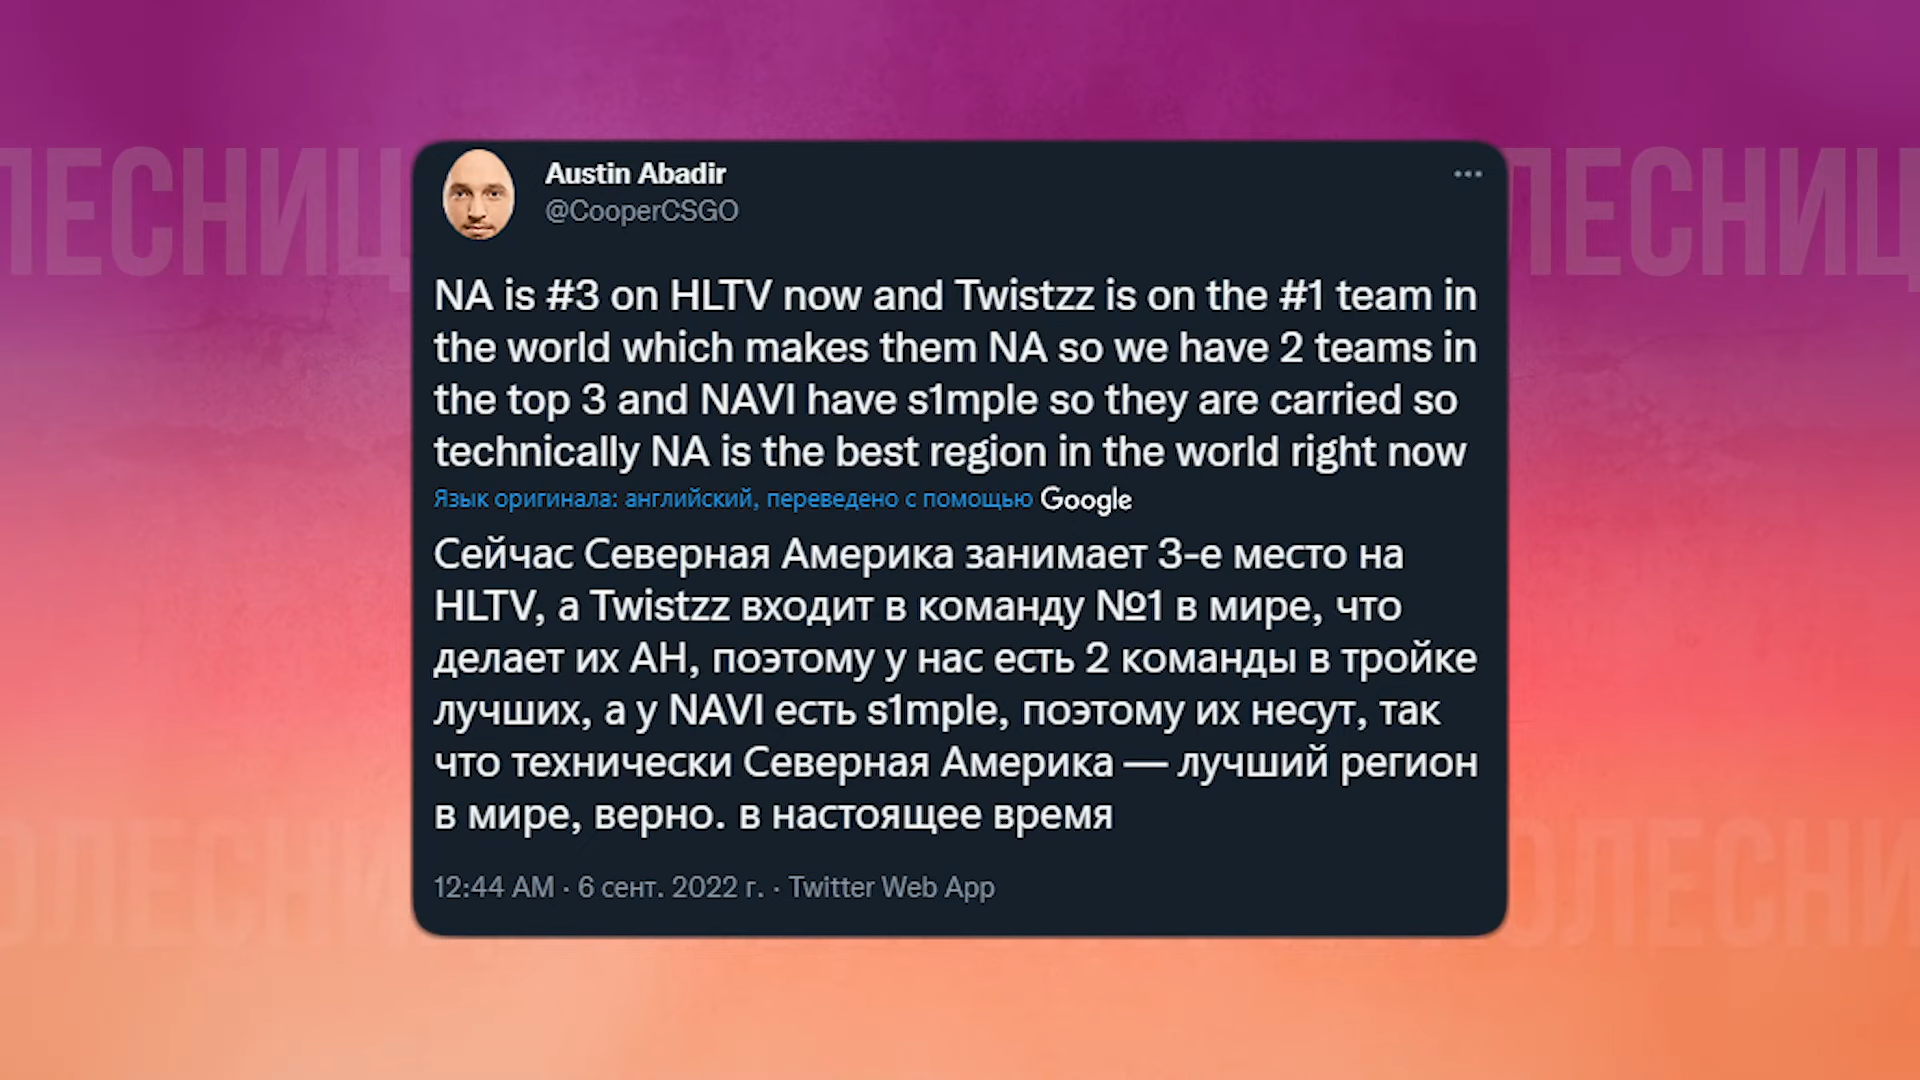 ЛЕСНИЦ
ЛЕСНИЦ
Austin Abadir
@CooperCSGO
NA is #3 on HLTV now and Twistzz is on the #1 team in
the world which makes them NA so we have 2 teams in
the top 3 and NAVI have s1mple so they are carried so
technically NA is the best region in the world right now
Язык оригинала: английский, переведено с помощью Google
Сейчас Северная Америка занимает 3-е место на
HLTV, а Twistzz входит в команду №1 в мире, что
делает их АН, поэтому у нас есть 2 команды в тройке
лучших, а у NAVI есть s1mple, поэтому их несут, так
что технически Северная Америка — лучший регион
в мире, верно. в настоящее время
12:44 AM · 6 сент. 2022 г. · Twitter Web App
ОЛЕСНИ
ОЛЕСНИ